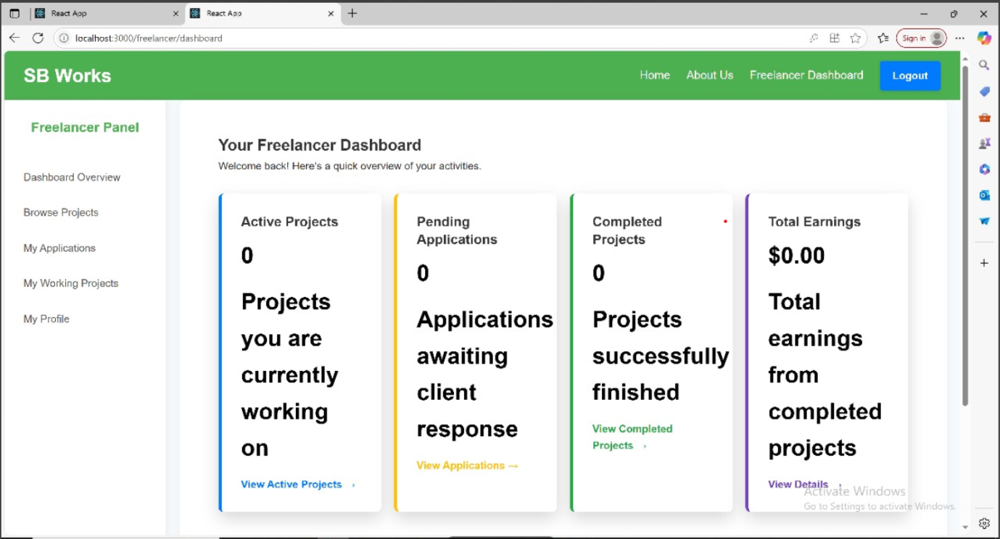 React App
React App
localhost:3000/freelancer/dashboard
Sign in
SB Works
Home
About Us
Freelancer Dashboard
Logout
Freelancer Panel
Dashboard Overview
Browse Projects
My Applications
My Working Projects
My Profile
Your Freelancer Dashboard
Welcome back! Here's a quick overview of your activities.
Active Projects
0
Projects
you are
currently
working
on
View Active Projects
Pending
Applications
0
Applications
awaiting
client
response
View Applications →
Completed
Projects
0
Projects
successfully
finished
View Completed
Projects
Total Earnings
$0.00
Total
earnings
from
completed
projects
View Details
Activate Windows
Go to Settings to activate Windows.